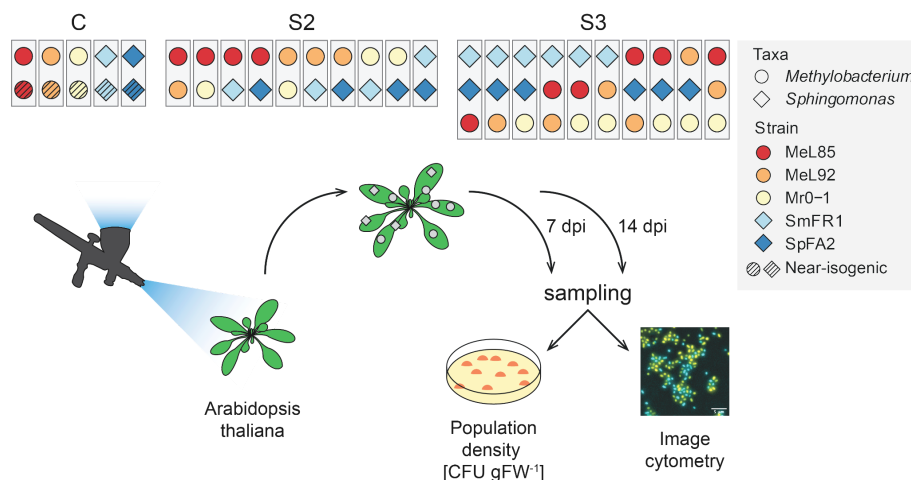 C
S2
S3
Taxa
Methylobacterium
Sphingomonas
Strain
MeL85
MeL92
Mr0−1
SmFR1
SpFA2
Near-isogenic
7 dpi
14 dpi
sampling
Arabidopsis
thaliana
Population
density
[CFU gFW⁻¹]
Image
cytometry